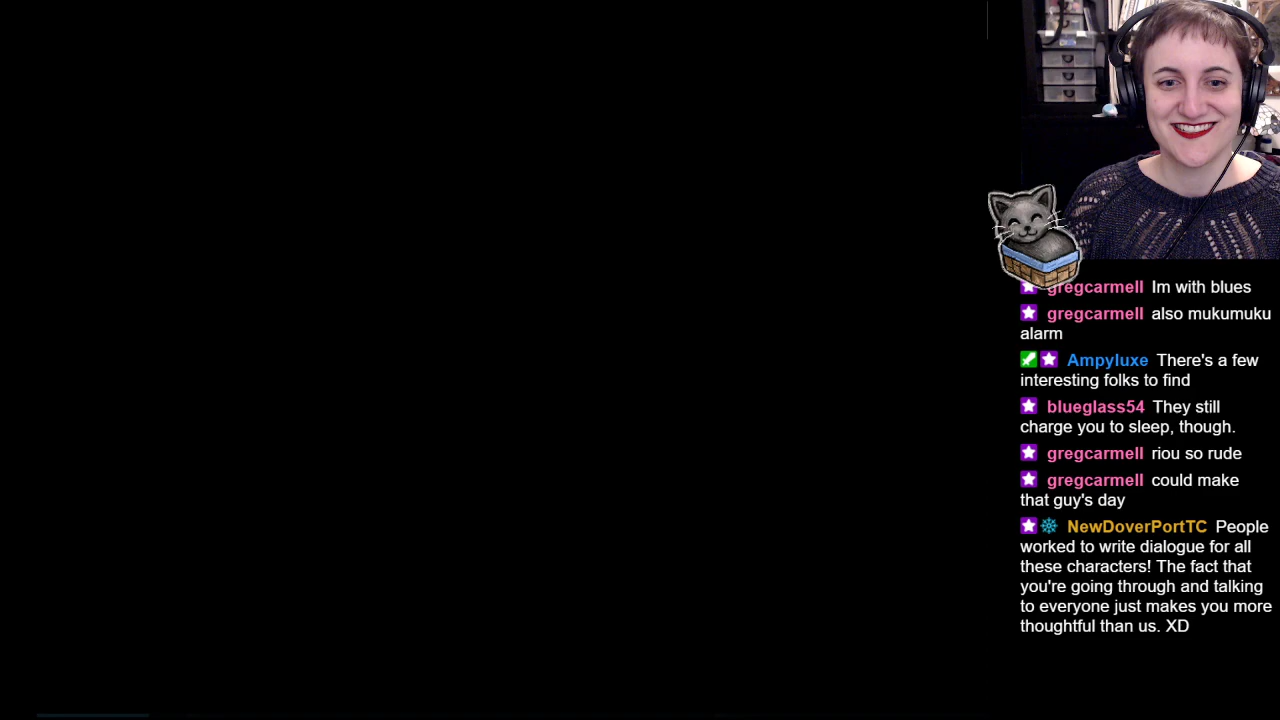 gregcarmell Im with blues
gregcarmell also mukumuku
alarm
Ampyluxe There's a few
interesting folks to find
blueglass54 They still
charge you to sleep, though.
gregcarmell riou so rude
gregcarmell could make
that guy's day
NewDoverPortTC People
worked to write dialogue for all
these characters! The fact that
you're going through and talking
to everyone just makes you more
thoughtful than us. XD